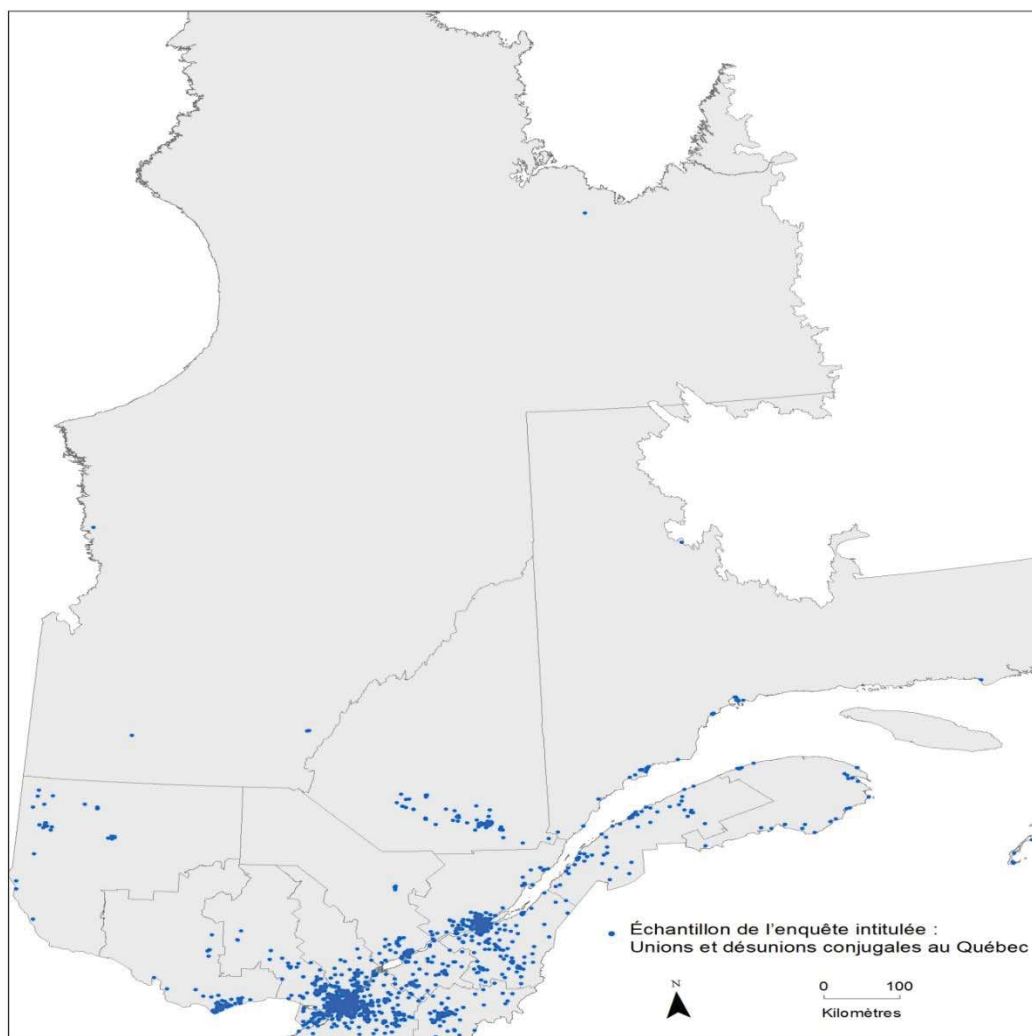 Échantillon de l'enquête intitulée :
Unions et désunions conjugales au Québec
N
0 100
Kilomètres